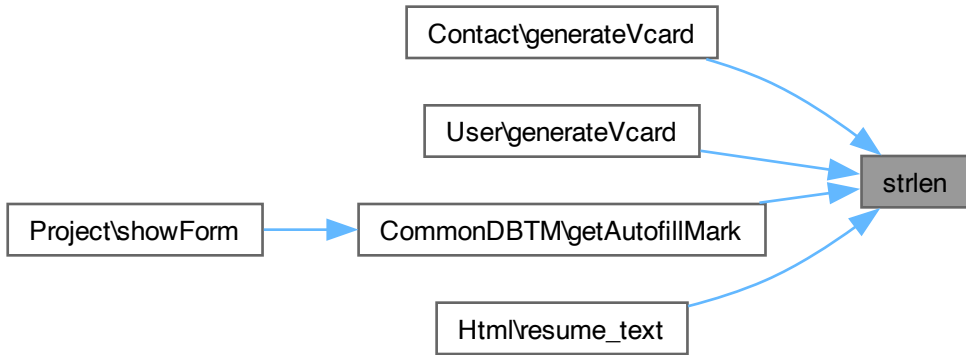 Contact\generateVcard
User\generateVcard
strlen
Project\showForm
CommonDBTM\getAutofillMark
Html\resume_text